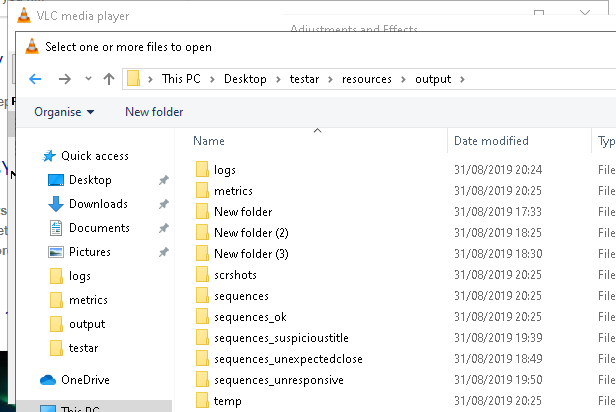 VLC media player
Adjustments and Effects
Select one or more files to open
This PC > Desktop > testar > resources > output >
Organise New folder
Name Date modified Typ
Quick access
Desktop
Downloads
Documents
Pictures
logs
metrics
output
testar
OneDrive
This PC
logs 31/08/2019 20:24 File
metrics 31/08/2019 20:25 File
New folder 31/08/2019 17:33 File
New folder (2) 31/08/2019 18:25 File
New folder (3) 31/08/2019 18:30 File
scrshots 31/08/2019 20:25 File
sequences 31/08/2019 20:25 File
sequences_ok 31/08/2019 20:25 File
sequences_suspicioustitle 31/08/2019 19:39 File
sequences_unexpectedclose 31/08/2019 18:49 File
sequences_unresponsive 31/08/2019 19:50 File
temp 31/08/2019 20:25 File